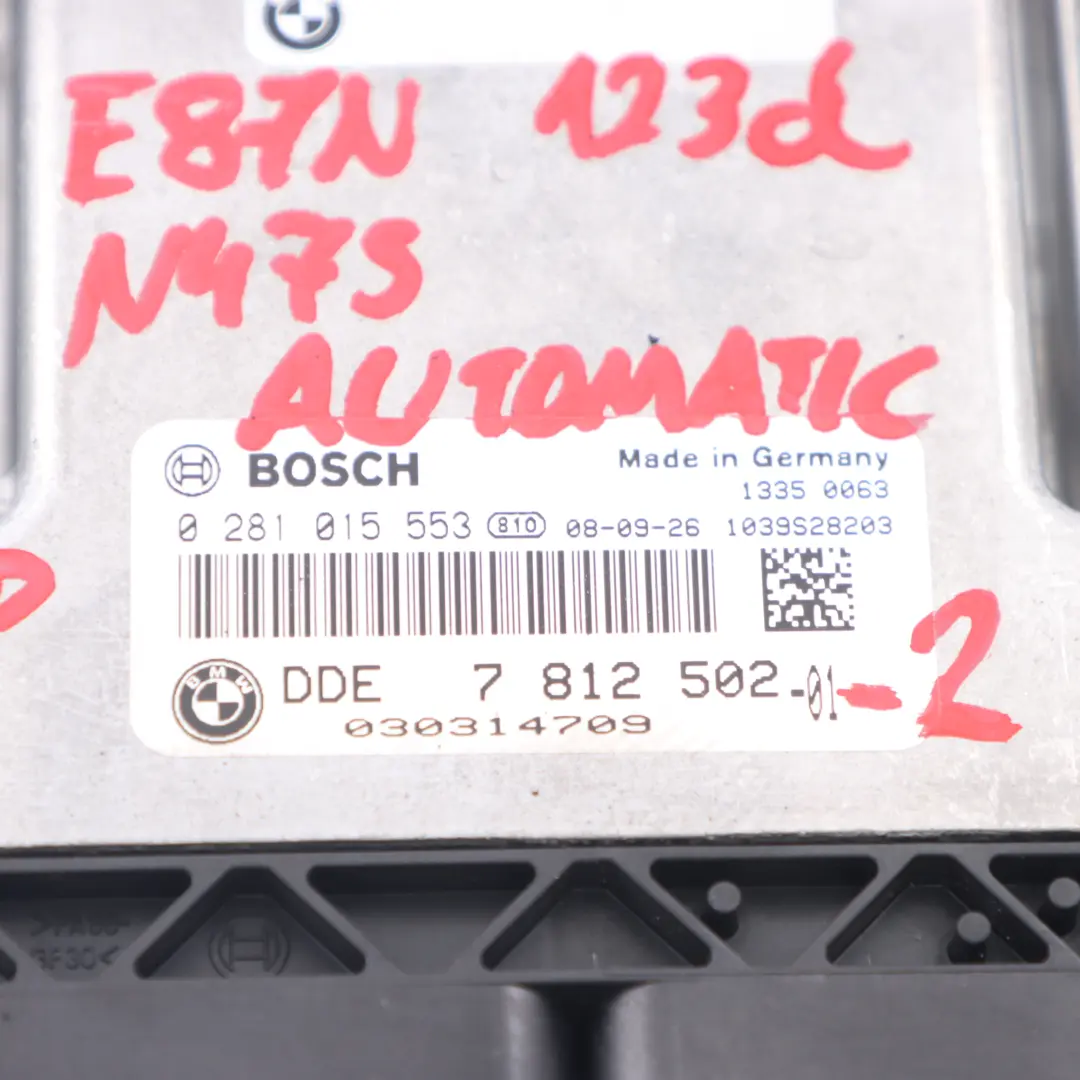 E87N 123d
N47S
AUTOMATIC
BOSCH Made in Germany
1335 0063
0 281 015 553 810 08-09-26 1039S28203
BMW DDE 7 812 502-01-2
030314709